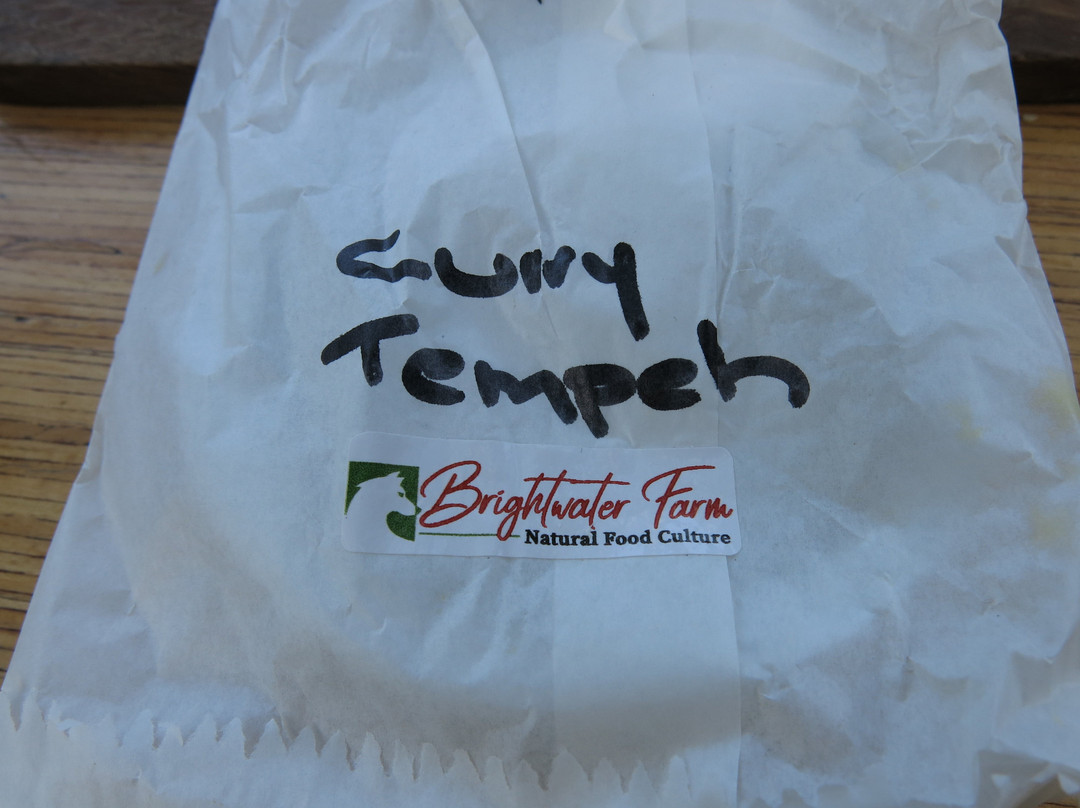 Curry
Tempeh
Brightwater Farm
Natural Food Culture